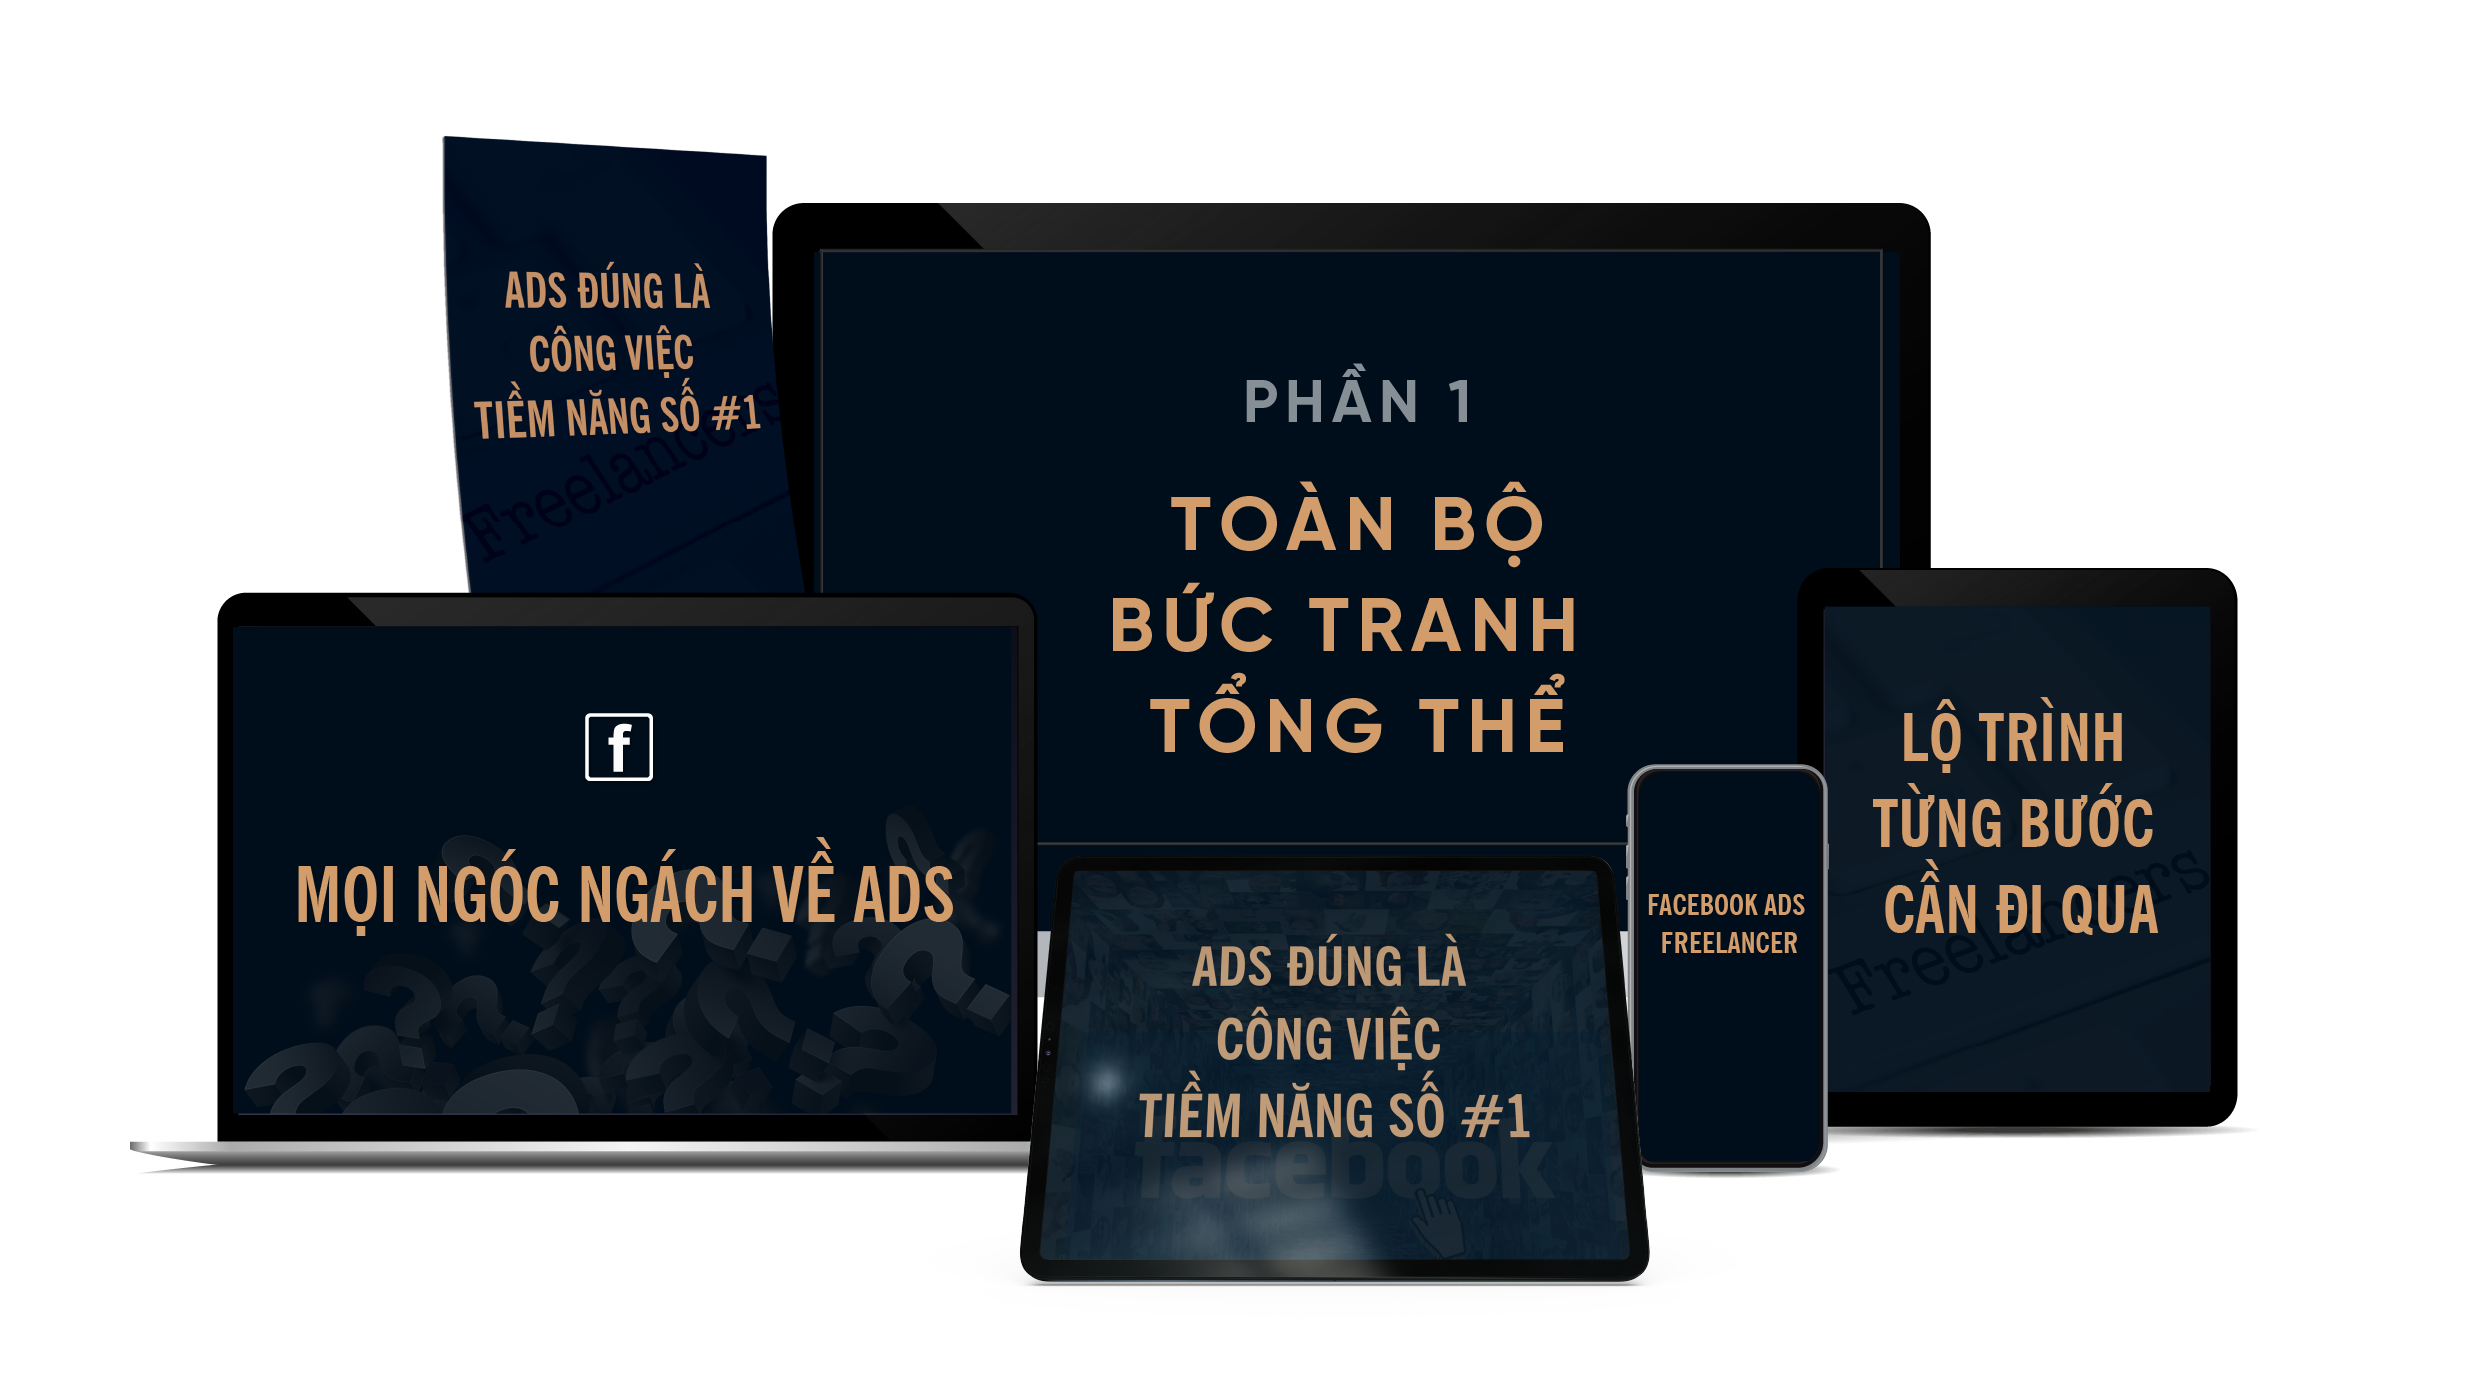 ADS ĐÚNG LÀ
CÔNG VIỆC
TIỀM NĂNG SỐ #1
Freelancers
PHẦN 1
TOÀN BỘ
BỨC TRANH
TỔNG THỂ
f
MỌI NGÓC NGÁCH VỀ ADS
ADS ĐÚNG LÀ
CÔNG VIỆC
TIỀM NĂNG SỐ #1
facebook
FACEBOOK ADS
FREELANCER
LỘ TRÌNH
TỪNG BƯỚC
CẦN ĐI QUA
Freelancers